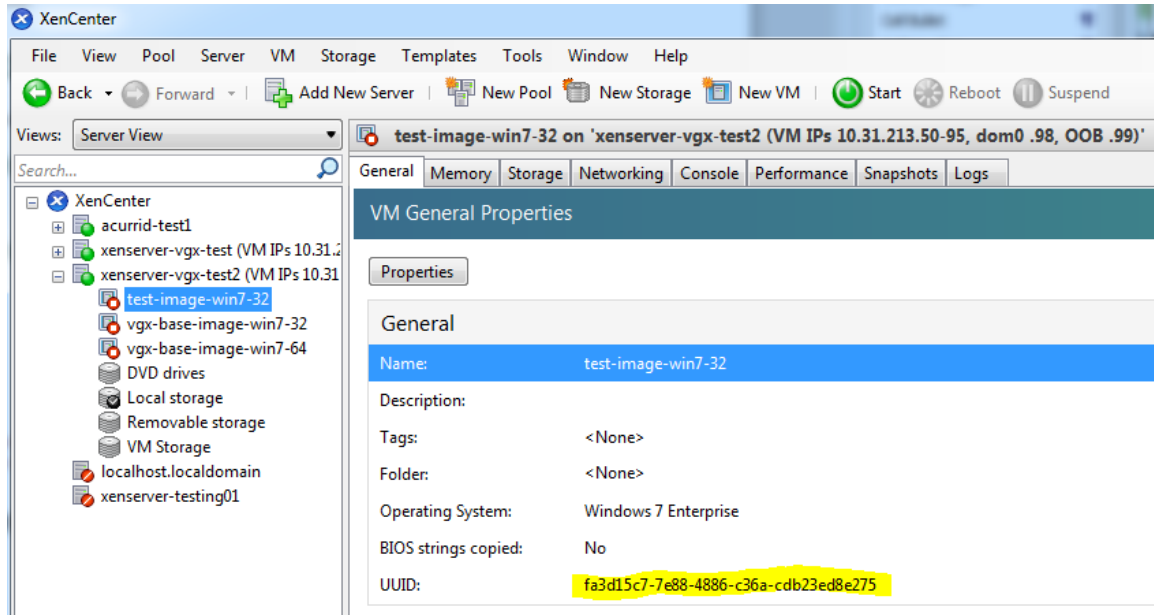 XenCenter
File View Pool Server VM Storage Templates Tools Window Help
Back Forward Add New Server New Pool New Storage New VM Start Reboot Suspend
Views: Server View
Search...
XenCenter
acurrid-test1
xenserver-vgx-test (VM IPs 10.31.2
xenserver-vgx-test2 (VM IPs 10.31
test-image-win7-32
vgx-base-image-win7-32
vgx-base-image-win7-64
DVD drives
Local storage
Removable storage
VM Storage
localhost.localdomain
xenserver-testing01
test-image-win7-32 on 'xenserver-vgx-test2 (VM IPs 10.31.213.50-95, dom0 .98, OOB .99)'
General Memory Storage Networking Console Performance Snapshots Logs
VM General Properties
Properties
General
Name: test-image-win7-32
Description:
Tags: <None>
Folder: <None>
Operating System: Windows 7 Enterprise
BIOS strings copied: No
UUID: fa3d15c7-7e88-4886-c36a-cdb23ed8e275